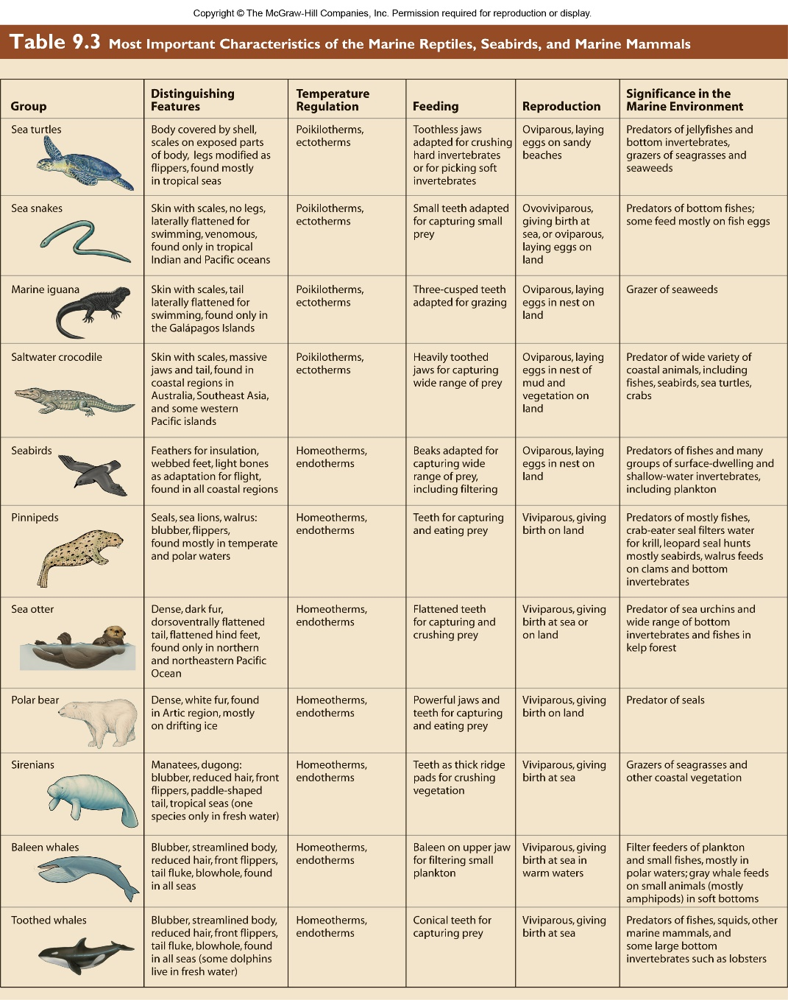 Copyright © The McGraw-Hill Companies, Inc. Permission required for reproduction or display.
Table 9.3 Most Important Characteristics of the Marine Reptiles, Seabirds, and Marine Mammals
Group
Distinguishing
Features
Temperature
Regulation
Feeding
Reproduction
Significance in the
Marine Environment
Sea turtles
Body covered by shell,
scales on exposed parts
of body, legs modified as
flippers, found mostly
in tropical seas
Poikilotherms,
ectotherms
Toothless jaws
adapted for crushing
hard invertebrates
or for picking soft
invertebrates
Oviparous, laying
eggs on sandy
beaches
Predators of jellyfishes and
bottom invertebrates,
grazers of seagrasses and
seaweeds
Sea snakes
Skin with scales, no legs,
laterally flattened for
swimming, venomous,
found only in tropical
Indian and Pacific oceans
Poikilotherms,
ectotherms
Small teeth adapted
for capturing small
prey
Ovoviviparous,
giving birth at
sea, or oviparous,
laying eggs on
land
Predators of bottom fishes;
some feed mostly on fish eggs
Marine iguana
Skin with scales, tail
laterally flattened for
swimming, found only in
the Galápagos Islands
Poikilotherms,
ectotherms
Three-cusped teeth
adapted for grazing
Oviparous, laying
eggs in nest on
land
Grazer of seaweeds
Saltwater crocodile
Skin with scales, massive
jaws and tail, found in
coastal regions in
Australia, Southeast Asia,
and some western
Pacific islands
Poikilotherms,
ectotherms
Heavily toothed
jaws for capturing
wide range of prey
Oviparous, laying
eggs in nest of
mud and
vegetation on
land
Predator of wide variety of
coastal animals, including
fishes, seabirds, sea turtles,
crabs
Seabirds
Feathers for insulation,
webbed feet, light bones
as adaptation for flight,
found in all coastal regions
Homeotherms,
endotherms
Beaks adapted for
capturing wide
range of prey,
including filtering
Oviparous, laying
eggs in nest on
land
Predators of fishes and many
groups of surface-dwelling and
shallow-water invertebrates,
including plankton
Pinnipeds
Seals, sea lions, walrus:
blubber, flippers,
found mostly in temperate
and polar waters
Homeotherms,
endotherms
Teeth for capturing
and eating prey
Viviparous, giving
birth on land
Predators of mostly fishes,
crab-eater seal filters water
for krill, leopard seal hunts
mostly seabirds, walrus feeds
on clams and bottom
invertebrates
Sea otter
Dense, dark fur,
dorsoventrally flattened
tail, flattened hind feet,
found only in northern
and northeastern Pacific
Ocean
Homeotherms,
endotherms
Flattened teeth
for capturing and
crushing prey
Viviparous, giving
birth at sea or
on land
Predator of sea urchins and
wide range of bottom
invertebrates and fishes in
kelp forest
Polar bear
Dense, white fur, found
in Artic region, mostly
on drifting ice
Homeotherms,
endotherms
Powerful jaws and
teeth for capturing
and eating prey
Viviparous, giving
birth on land
Predator of seals
Sirenians
Manatees, dugong:
blubber, reduced hair, front
flippers, paddle-shaped
tail, tropical seas (one
species only in fresh water)
Homeotherms,
endotherms
Teeth as thick ridge
pads for crushing
vegetation
Viviparous, giving
birth at sea
Grazers of seagrasses and
other coastal vegetation
Baleen whales
Blubber, streamlined body,
reduced hair, front flippers,
tail fluke, blowhole, found
in all seas
Homeotherms,
endotherms
Baleen on upper jaw
for filtering small
plankton
Viviparous, giving
birth at sea in
warm waters
Filter feeders of plankton
and small fishes, mostly in
polar waters; gray whale feeds
on small animals (mostly
amphipods) in soft bottoms
Toothed whales
Blubber, streamlined body,
reduced hair, front flippers,
tail fluke, blowhole, found
in all seas (some dolphins
live in fresh water)
Homeotherms,
endotherms
Conical teeth for
capturing prey
Viviparous, giving
birth at sea
Predators of fishes, squids, other
marine mammals, and
some large bottom
invertebrates such as lobsters